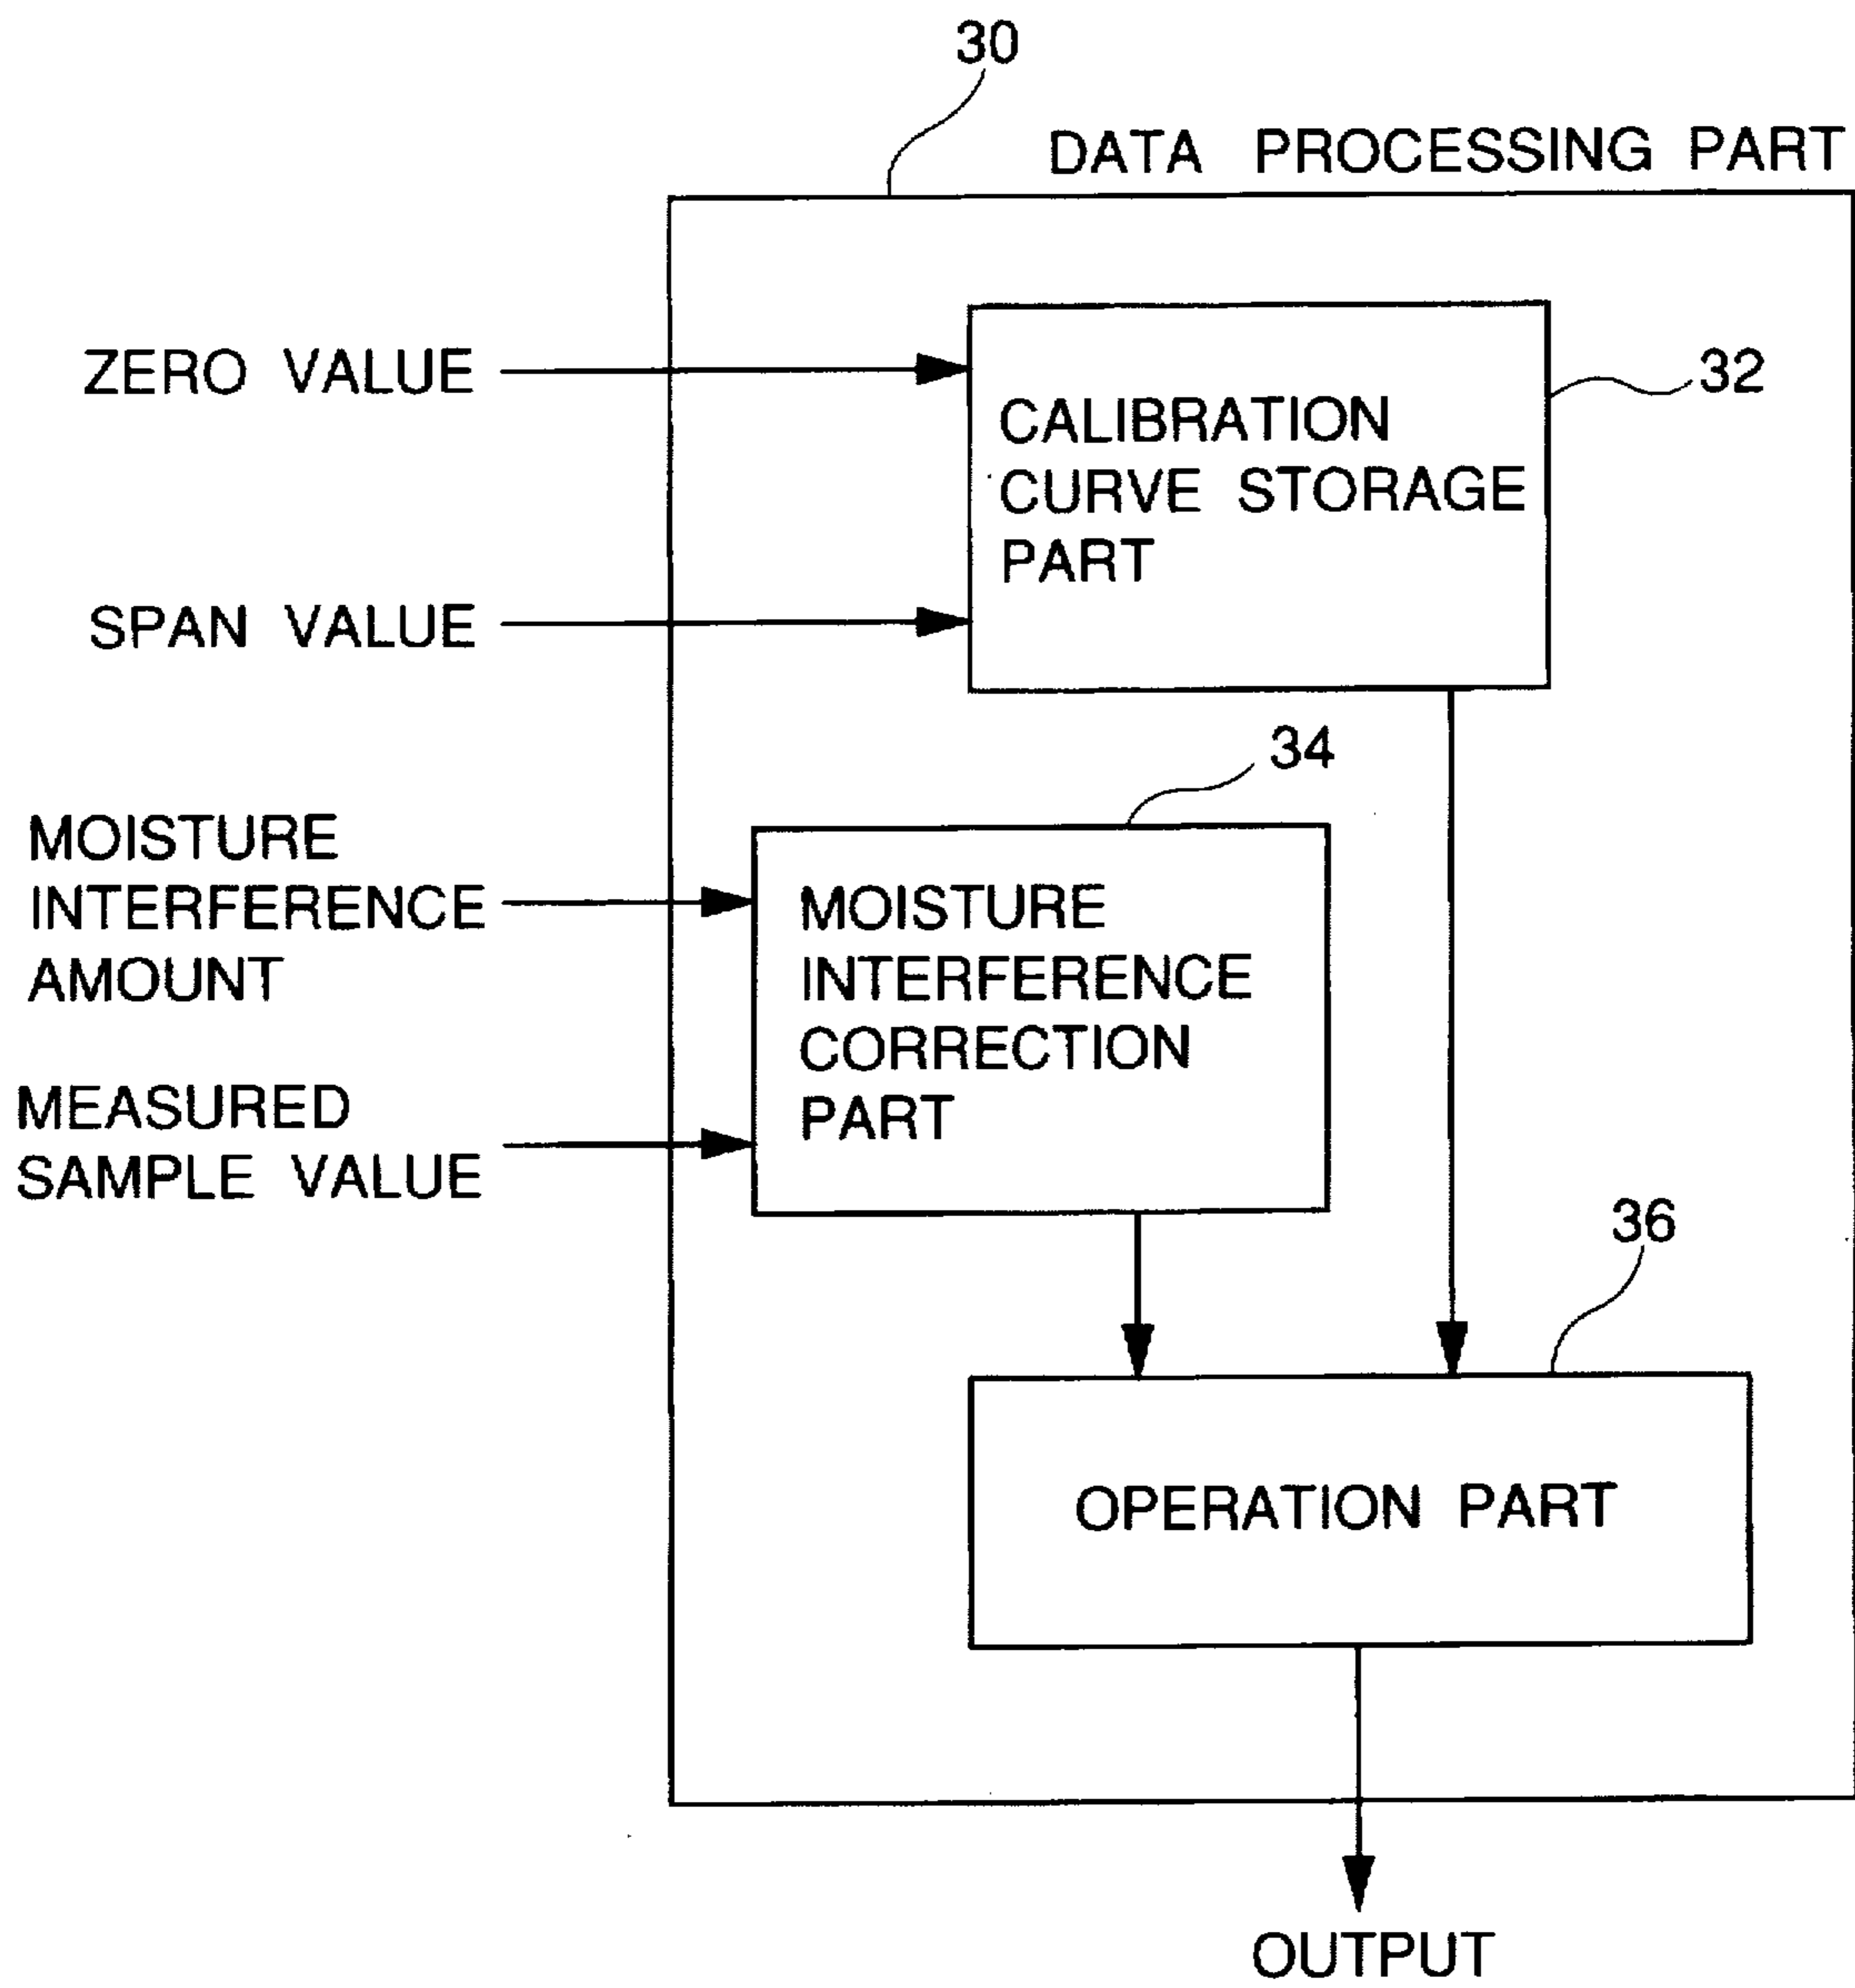 30
DATA PROCESSING PART
ZERO VALUE
CALIBRATION
CURVE STORAGE
PART
32
SPAN VALUE
34
MOISTURE
INTERFERENCE
AMOUNT
MOISTURE
INTERFERENCE
CORRECTION
PART
MEASURED
SAMPLE VALUE
36
OPERATION PART
OUTPUT